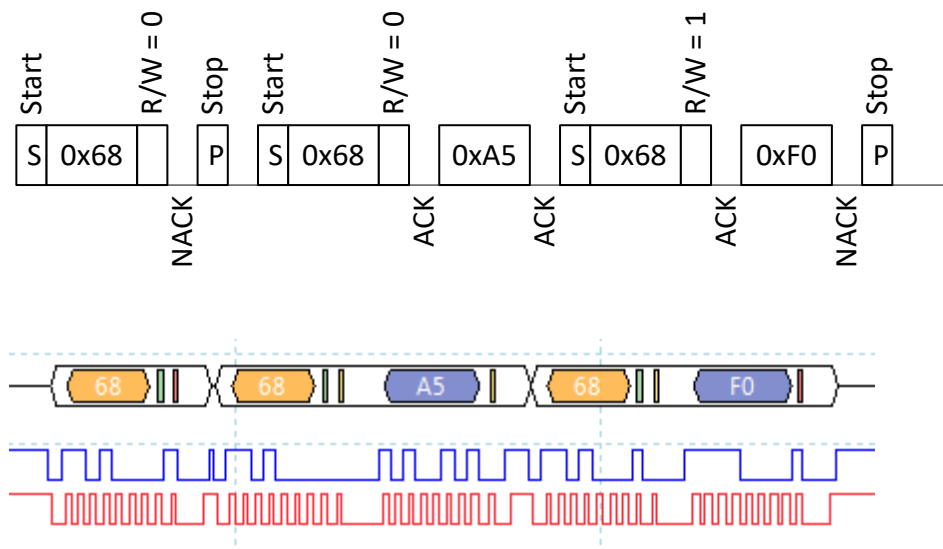 Start
R/W = 0
Stop
Start
R/W = 0
Start
R/W = 1
Stop
S 0x68 P S 0x68 0xA5 S 0x68 0xF0 P
NACK
ACK
ACK
ACK
NACK
68 68 A5 68 F0